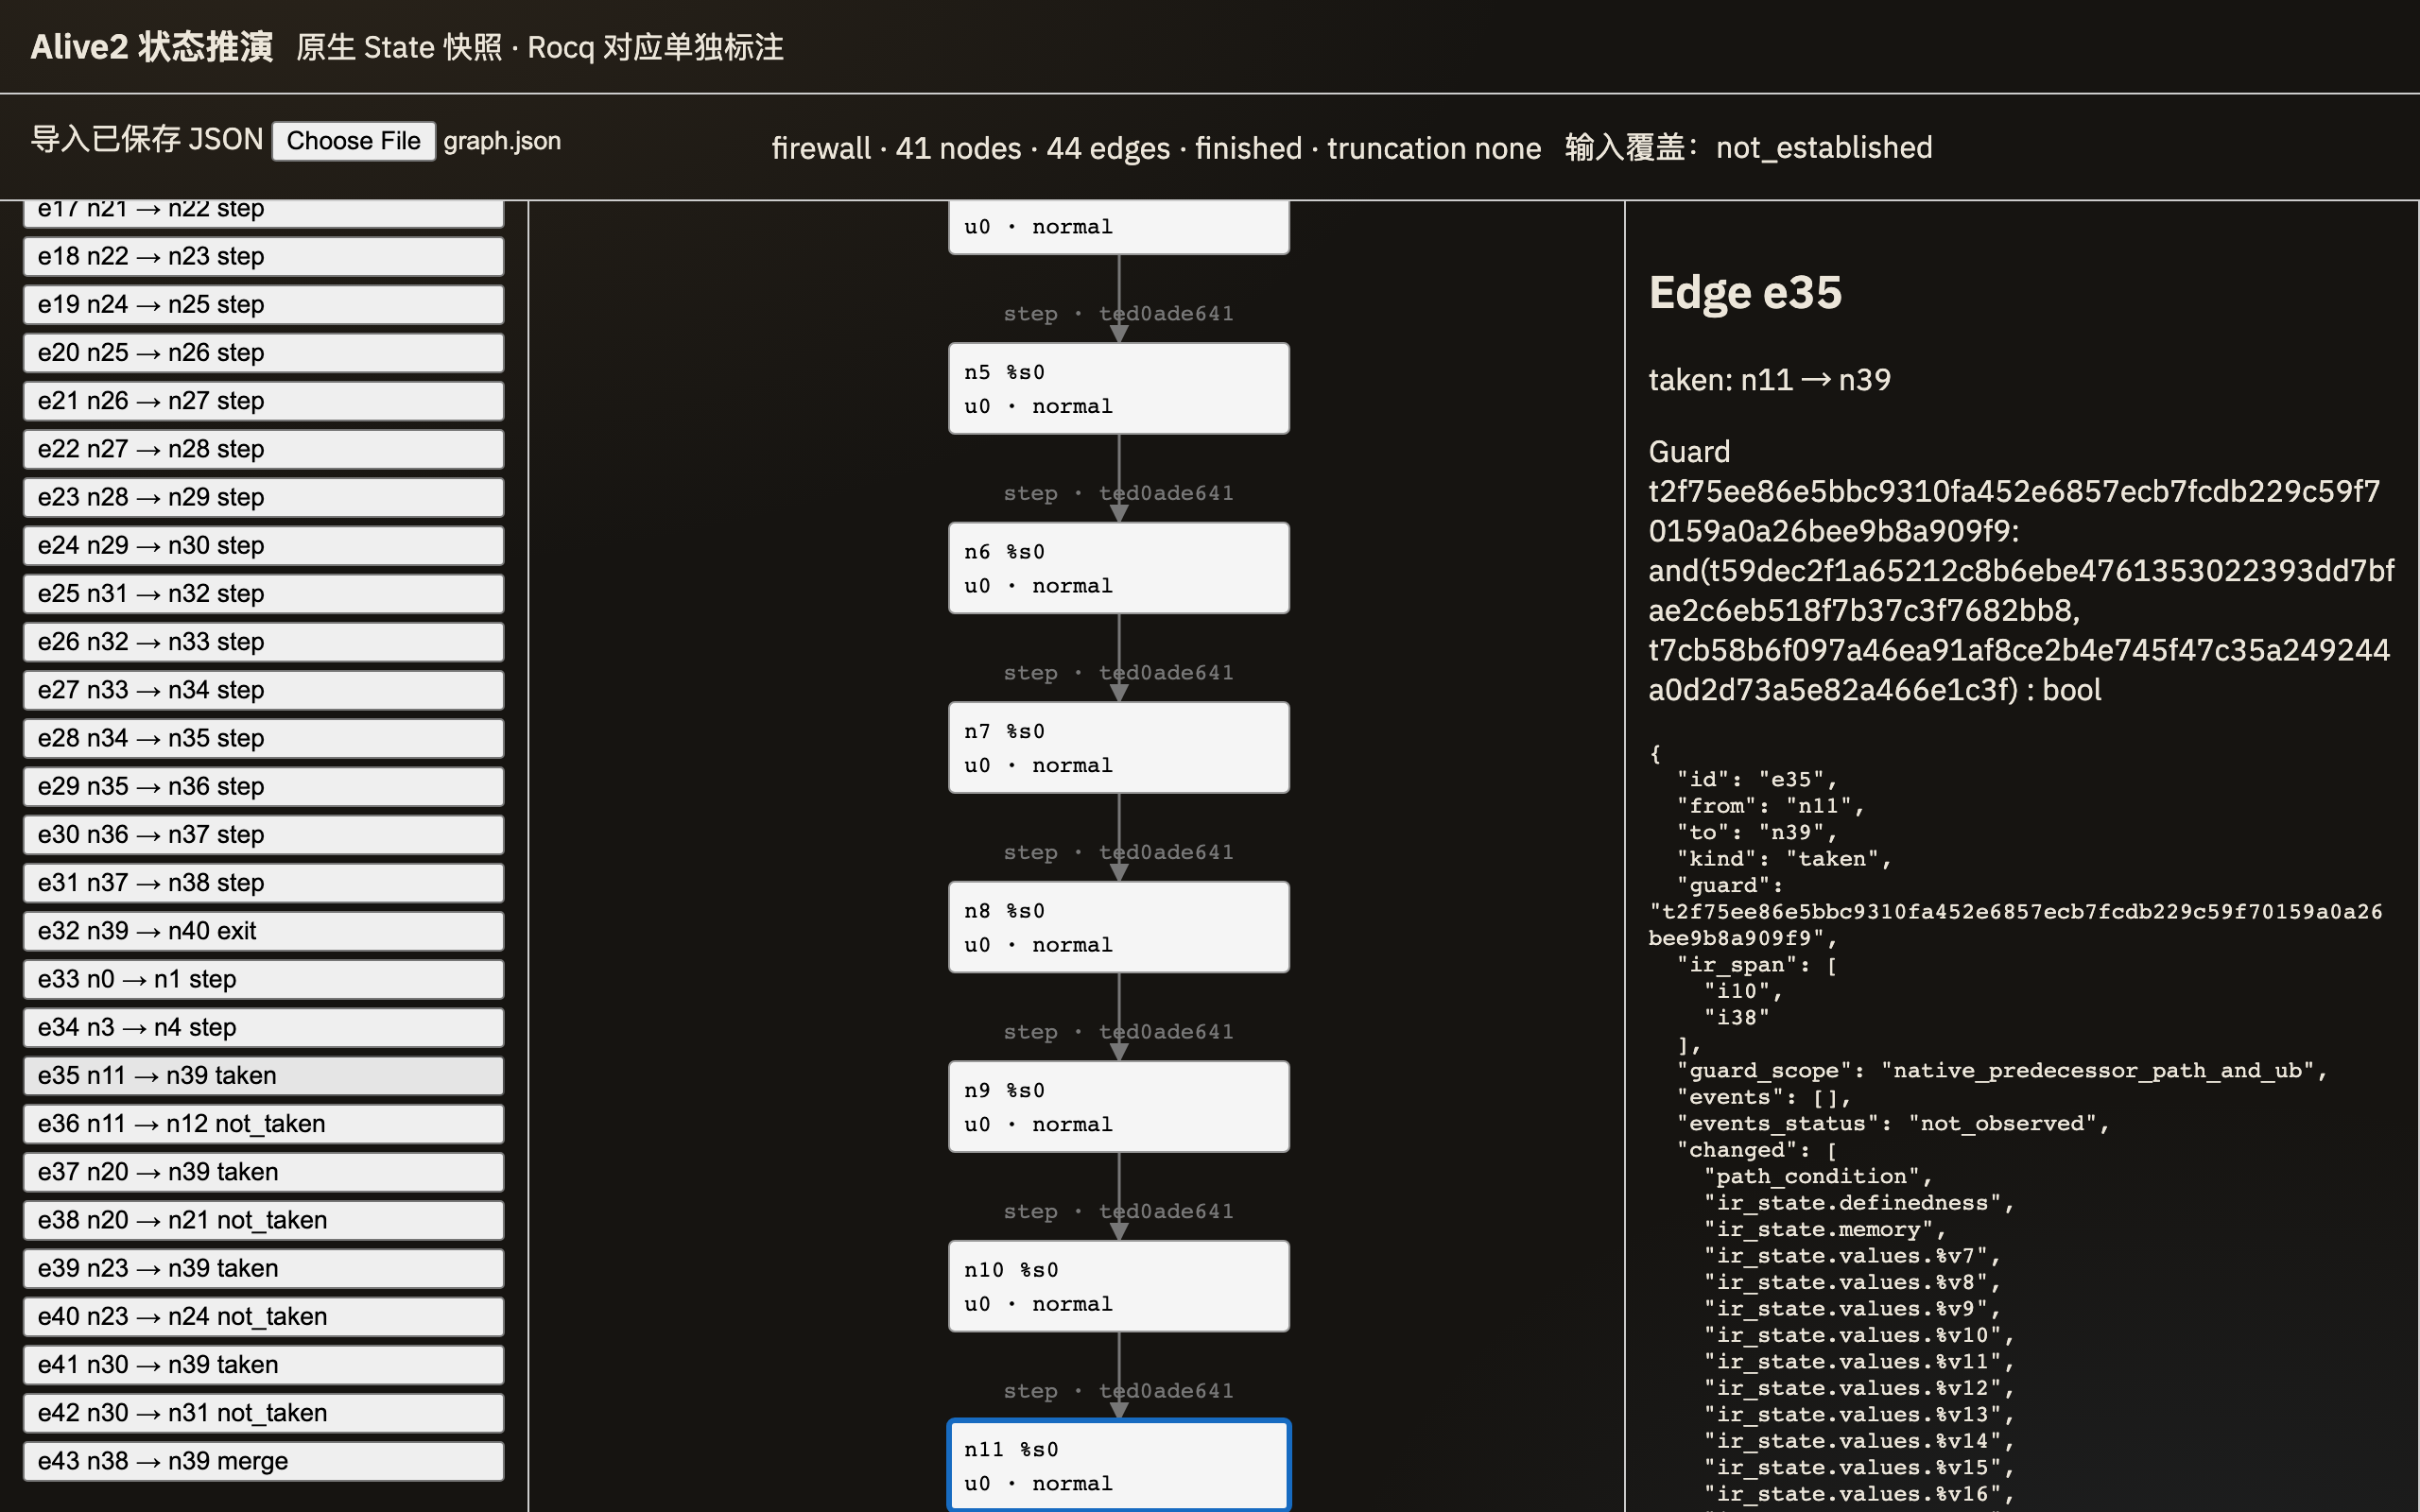 Alive2 状态推演 原生 State 快照 · Rocq 对应单独标注
导入已保存 JSON Choose File graph.json
firewall · 41 nodes · 44 edges · finished · truncation none 输入覆盖：not_established
e17 n21 → n22 step
e18 n22 → n23 step
e19 n24 → n25 step
e20 n25 → n26 step
e21 n26 → n27 step
e22 n27 → n28 step
e23 n28 → n29 step
e24 n29 → n30 step
e25 n31 → n32 step
e26 n32 → n33 step
e27 n33 → n34 step
e28 n34 → n35 step
e29 n35 → n36 step
e30 n36 → n37 step
e31 n37 → n38 step
e32 n39 → n40 exit
e33 n0 → n1 step
e34 n3 → n4 step
e35 n11 → n39 taken
e36 n11 → n12 not_taken
e37 n20 → n39 taken
e38 n20 → n21 not_taken
e39 n23 → n39 taken
e40 n23 → n24 not_taken
e41 n30 → n39 taken
e42 n30 → n31 not_taken
e43 n38 → n39 merge
u0 · normal
step · ted0ade641
n5 %s0
u0 · normal
step · ted0ade641
n6 %s0
u0 · normal
step · ted0ade641
n7 %s0
u0 · normal
step · ted0ade641
n8 %s0
u0 · normal
step · ted0ade641
n9 %s0
u0 · normal
step · ted0ade641
n10 %s0
u0 · normal
step · ted0ade641
n11 %s0
u0 · normal
Edge e35
taken: n11 → n39
Guard
t2f75ee86e5bbc9310fa452e6857ecb7fcdb229c59f7
0159a0a26bee9b8a909f9:
and(t59dec2f1a65212c8b6ebe4761353022393dd7bf
ae2c6eb518f7b37c3f7682bb8,
t7cb58b6f097a46ea91af8ce2b4e745f47c35a249244
a0d2d73a5e82a466e1c3f) : bool
{
"id": "e35",
"from": "n11",
"to": "n39",
"kind": "taken",
"guard":
"t2f75ee86e5bbc9310fa452e6857ecb7fcdb229c59f70159a0a26
bee9b8a909f9",
"ir_span": [
"i10",
"i38"
],
"guard_scope": "native_predecessor_path_and_ub",
"events": [],
"events_status": "not_observed",
"changed": [
"path_condition",
"ir_state.definedness",
"ir_state.memory",
"ir_state.values.%v7",
"ir_state.values.%v8",
"ir_state.values.%v9",
"ir_state.values.%v10",
"ir_state.values.%v11",
"ir_state.values.%v12",
"ir_state.values.%v13",
"ir_state.values.%v14",
"ir_state.values.%v15",
"ir_state.values.%v16",